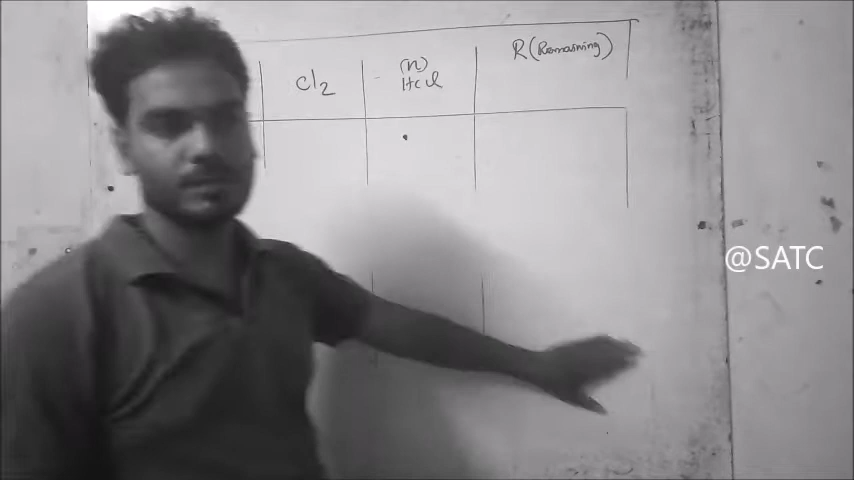 Cl2
(n)
HCl
R (Remaining)
@SATC